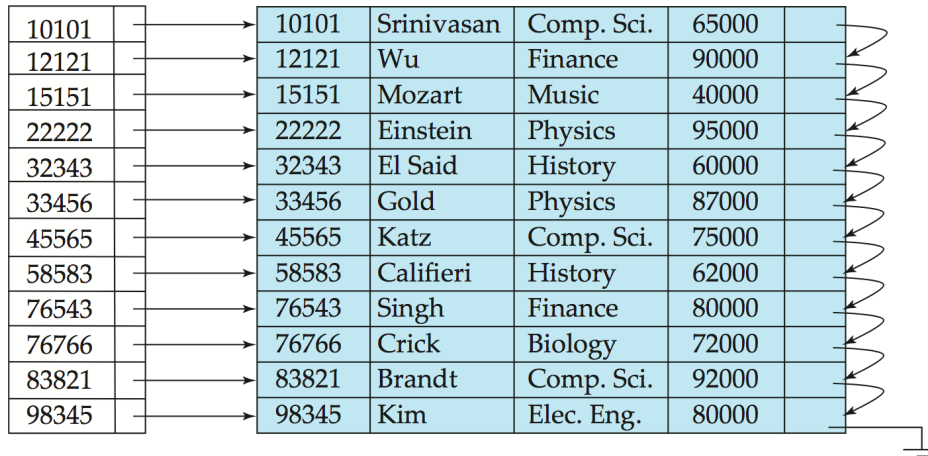 10101 10101 Srinivasan Comp. Sci. 65000
12121 12121 Wu Finance 90000
15151 15151 Mozart Music 40000
22222 22222 Einstein Physics 95000
32343 32343 El Said History 60000
33456 33456 Gold Physics 87000
45565 45565 Katz Comp. Sci. 75000
58583 58583 Califieri History 62000
76543 76543 Singh Finance 80000
76766 76766 Crick Biology 72000
83821 83821 Brandt Comp. Sci. 92000
98345 98345 Kim Elec. Eng. 80000